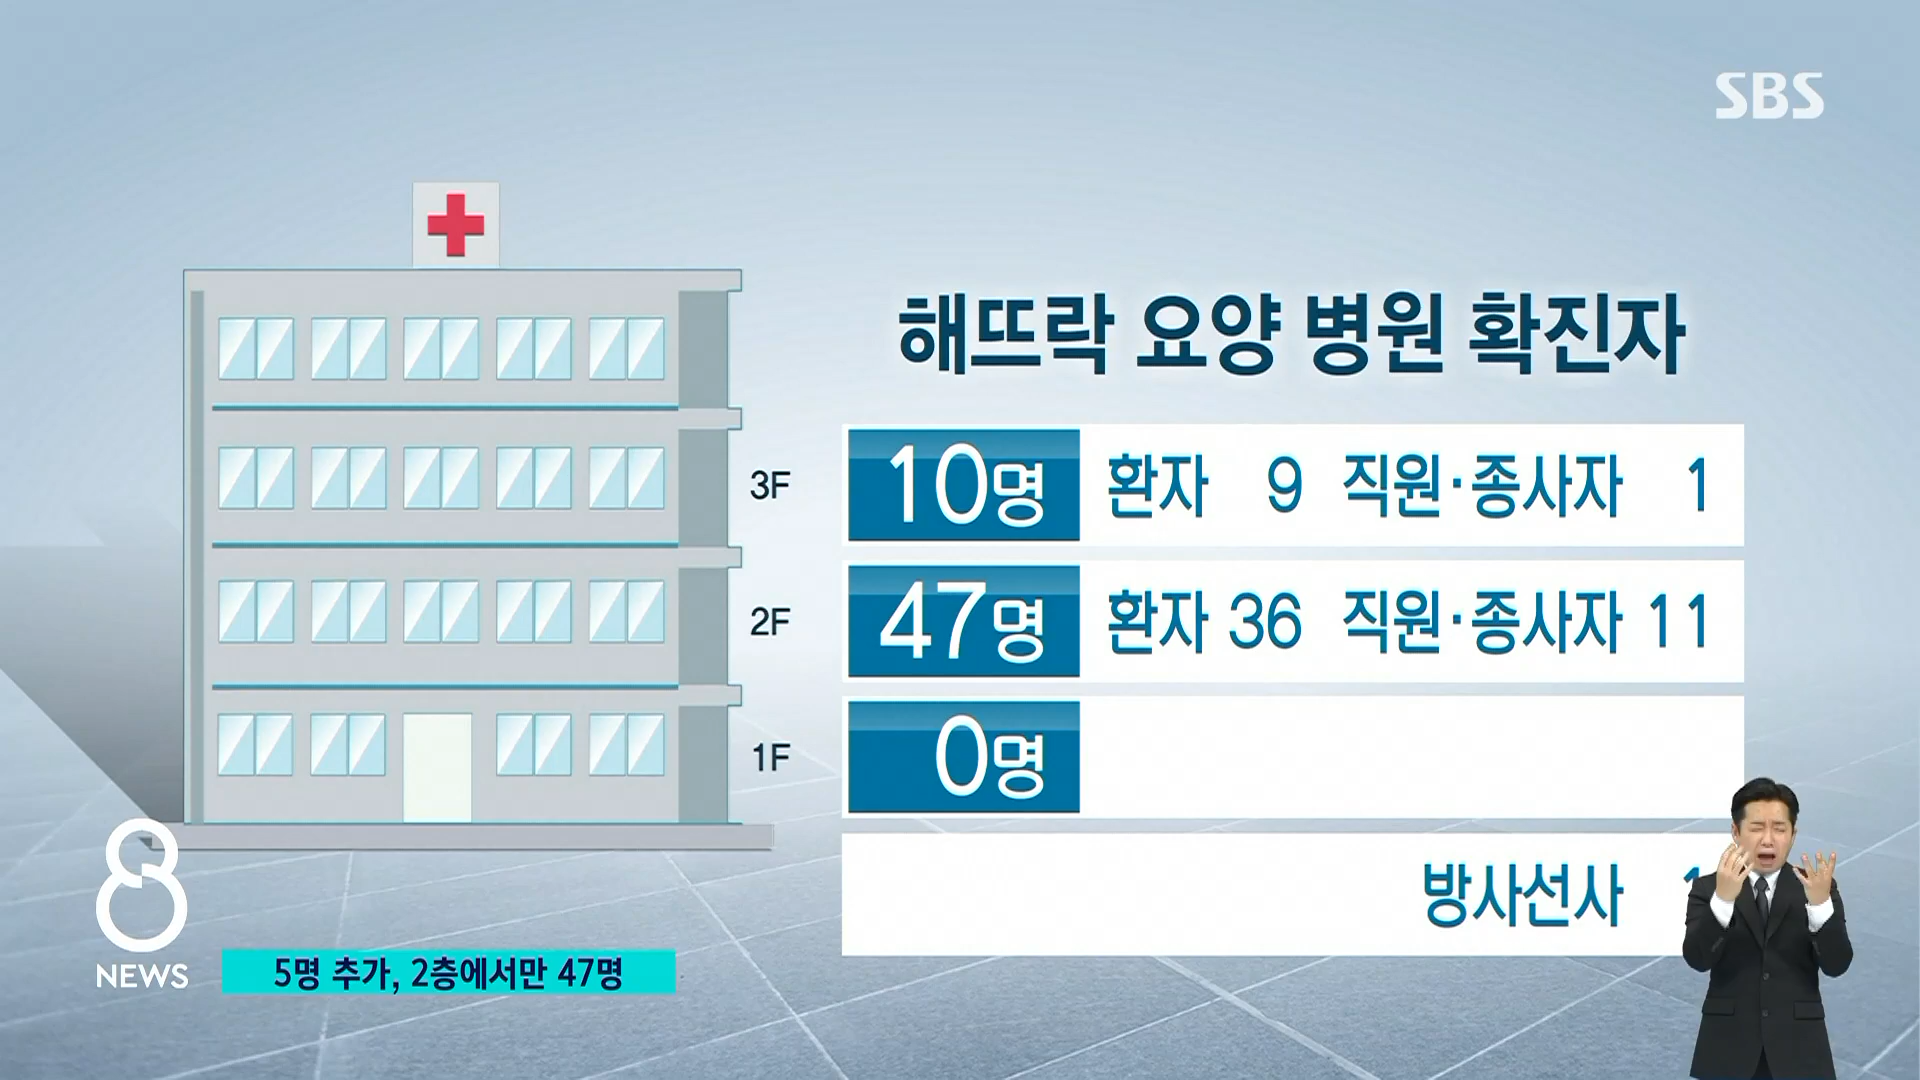 SBS
해뜨락 요양 병원 확진자
3F 10명 환자 9 직원·종사자 1
2F 47명 환자 36 직원·종사자 11
1F 0명
방사선사
8
NEWS
5명 추가, 2층에서만 47명